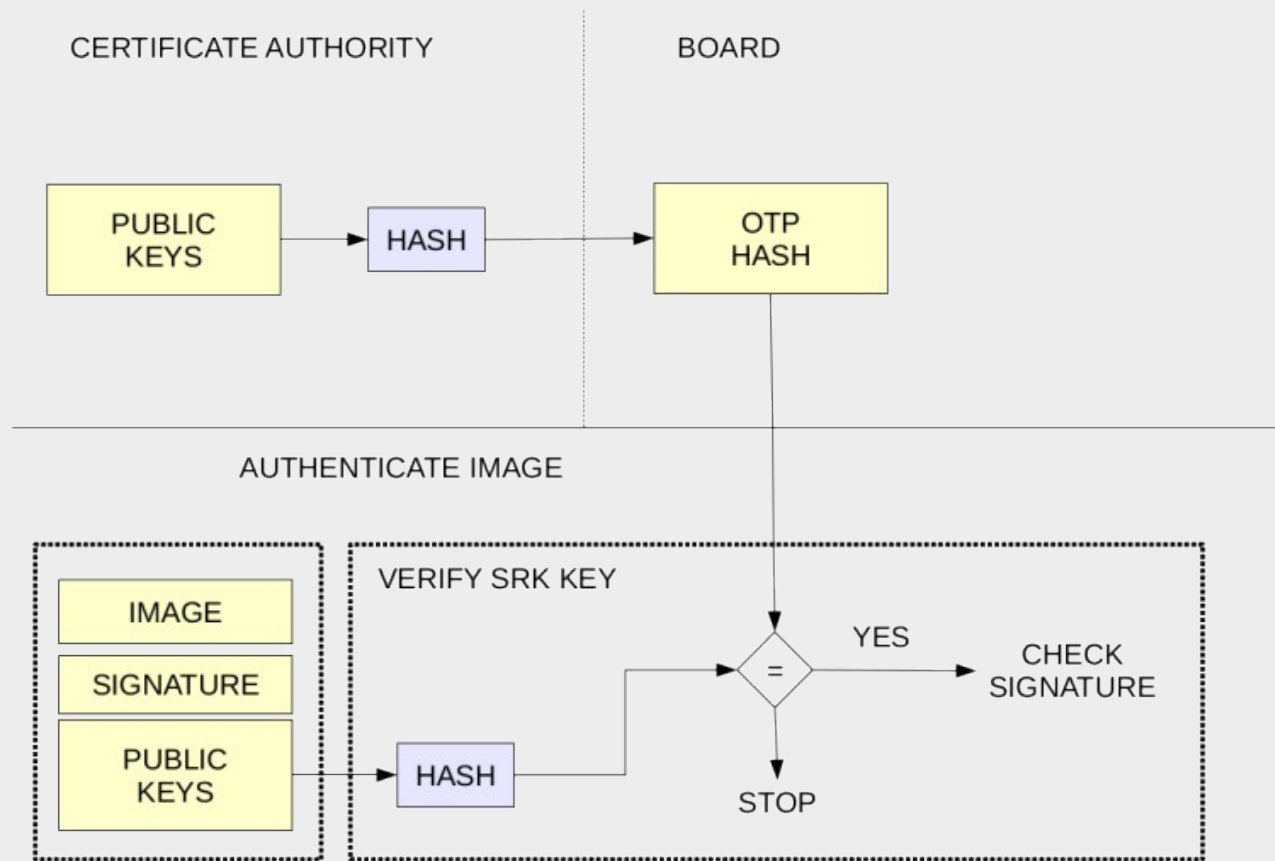 CERTIFICATE AUTHORITY
BOARD
PUBLIC
KEYS
HASH
OTP
HASH
AUTHENTICATE IMAGE
IMAGE
SIGNATURE
PUBLIC
KEYS
VERIFY SRK KEY
HASH
=
YES
CHECK
SIGNATURE
STOP